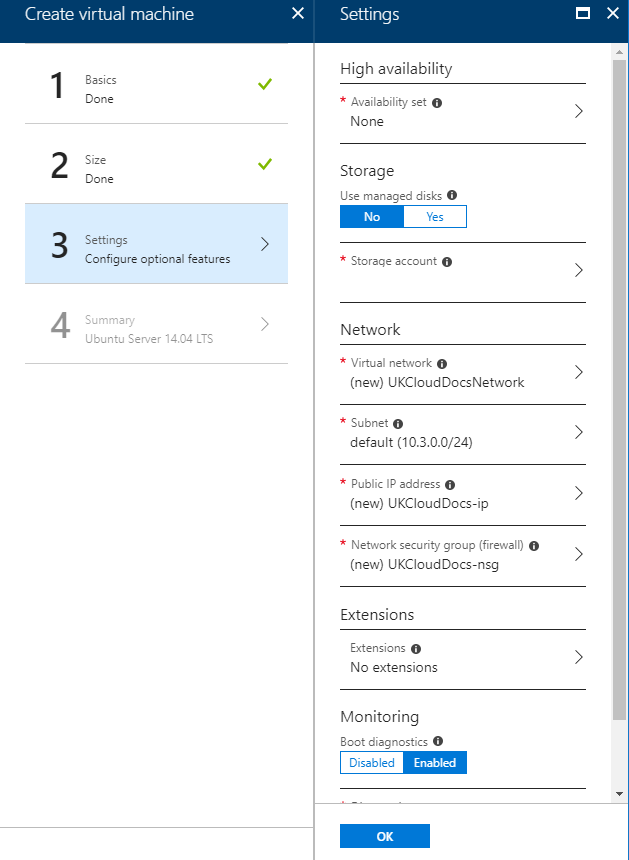 Create virtual machine
1
Basics
Done
2
Size
Done
3
Settings
Configure optional features
4
Summary
Ubuntu Server 14.04 LTS
Settings
High availability
* Availability set
None
Storage
Use managed disks
No Yes
* Storage account
Network
* Virtual network
(new) UKCloudDocsNetwork
* Subnet
default (10.3.0.0/24)
* Public IP address
(new) UKCloudDocs-ip
* Network security group (firewall)
(new) UKCloudDocs-nsg
Extensions
Extensions
No extensions
Monitoring
Boot diagnostics
Disabled Enabled
OK